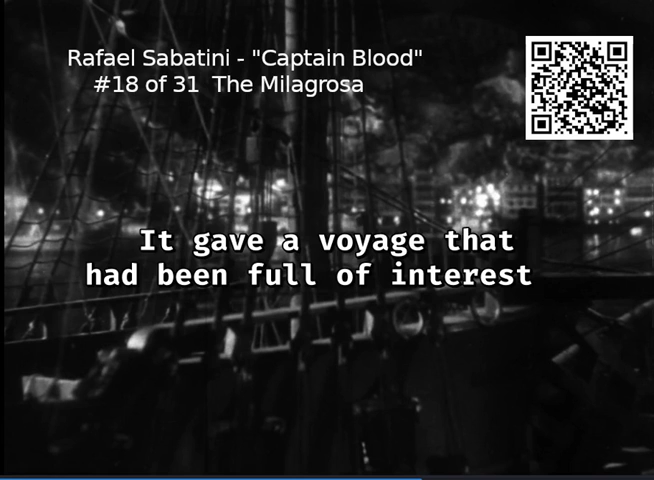 Rafael Sabatini - "Captain Blood"
#18 of 31 The Milagrosa
It gave a voyage that
had been full of interest